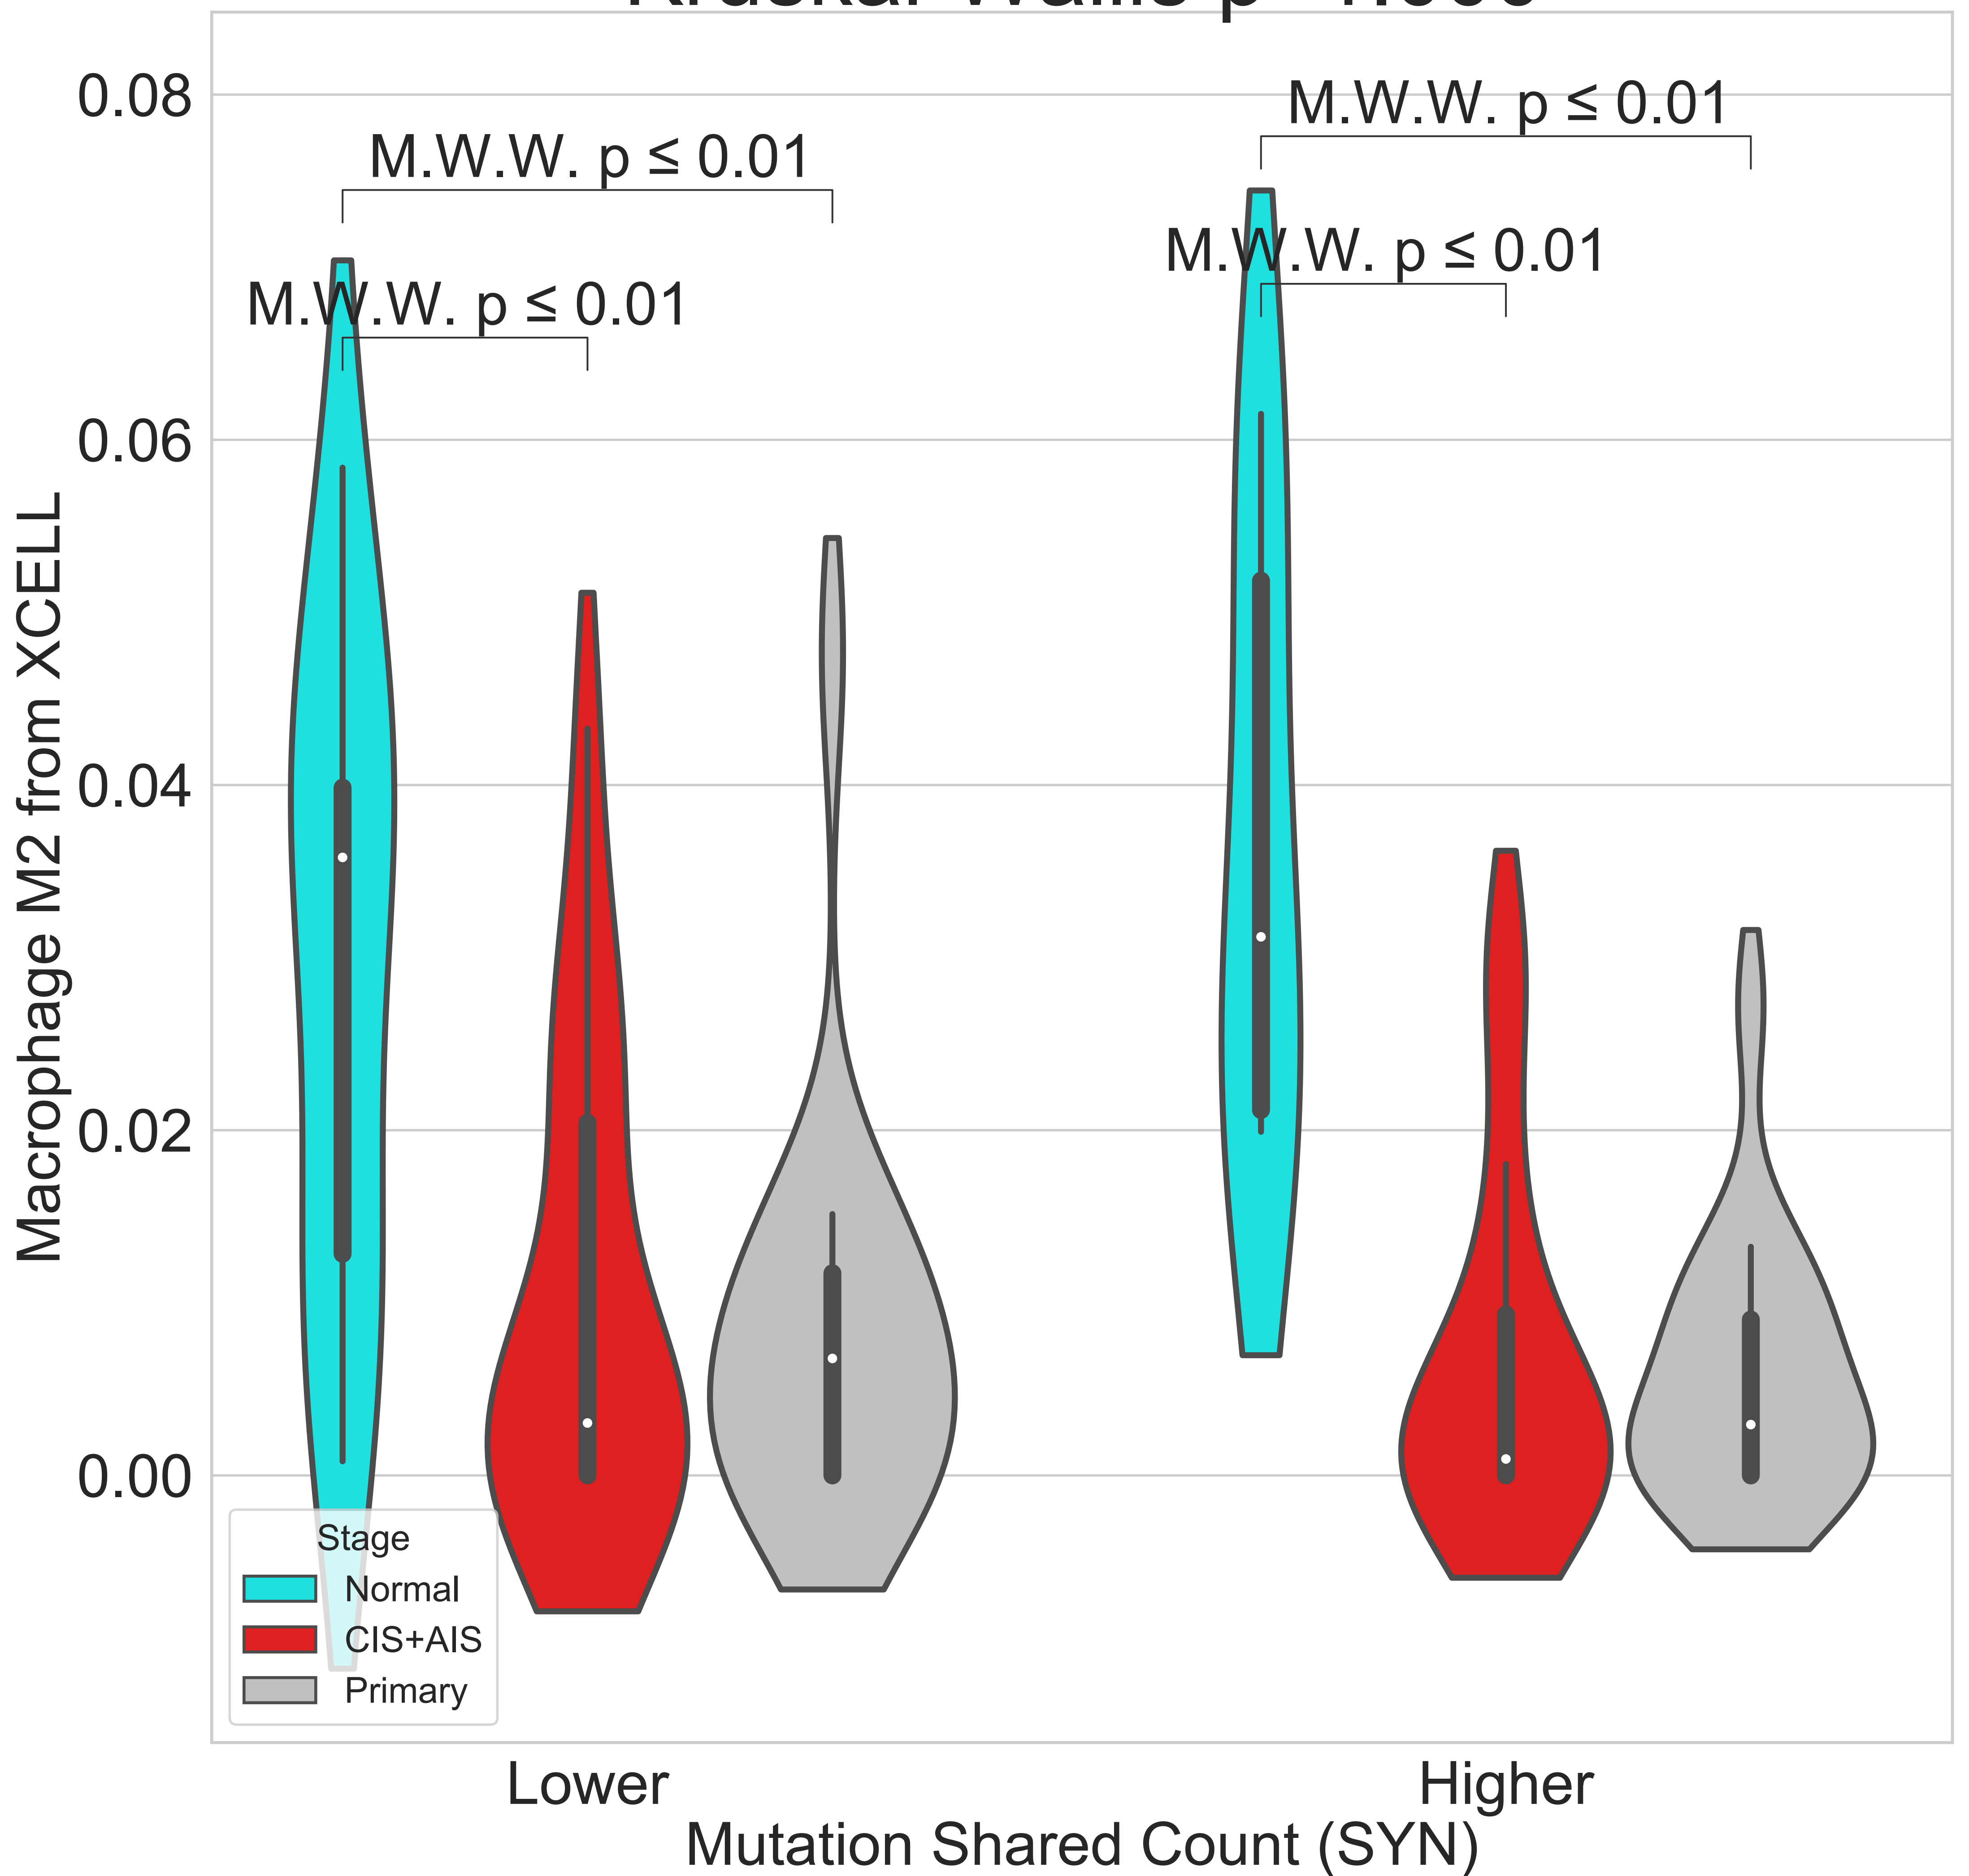 0.08
0.06
0.04
0.02
0.00
Macrophage M2 from XCELL
M.W.W. p ≤ 0.01
M.W.W. p ≤ 0.01
M.W.W. p ≤ 0.01
M.W.W. p ≤ 0.01
Stage
Normal
CIS+AIS
Primary
Lower
Higher
Mutation Shared Count (SYN)